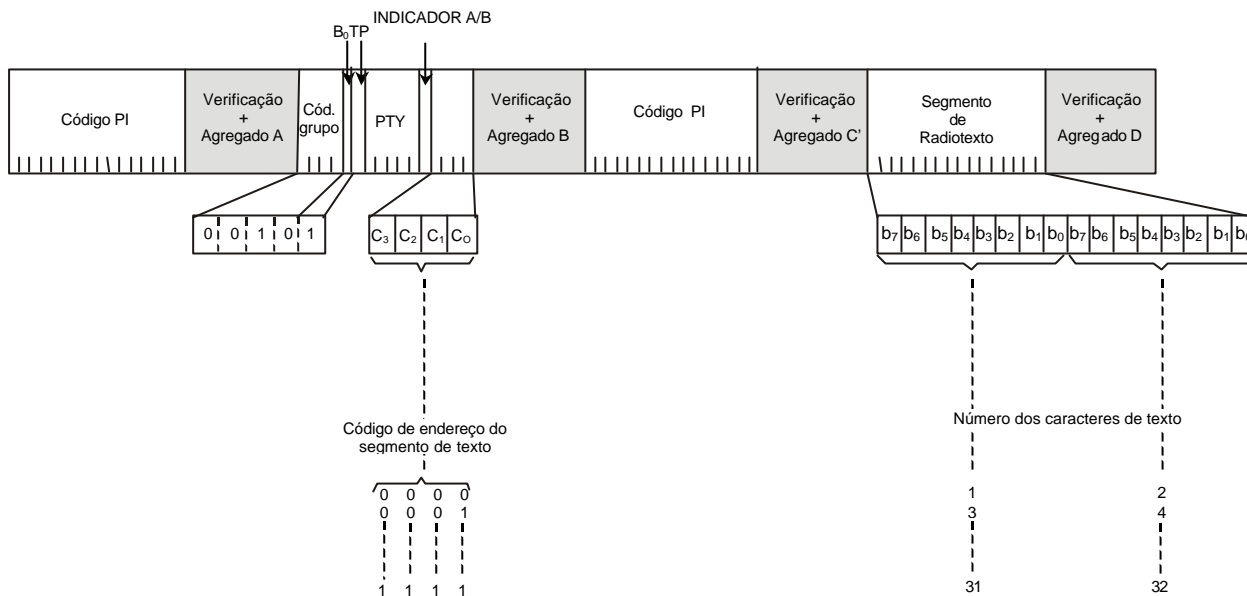 INDICADOR A/B
B₀TP
Código PI
Verificação
+
Agregado A
Cód.
grupo
PTY
Verificação
+
Agregado B
Código PI
Verificação
+
Agregado C'
Segmento
de
Radiotexto
Verificação
+
Agregado D
0 0 1 0 1
C₃ C₂ C₁ C₀
b₇ b₆ b₅ b₄ b₃ b₂ b₁ b₀ b₇ b₆ b₅ b₄ b₃ b₂ b₁ b₀
Código de endereço do
segmento de texto
Número dos caracteres de texto
0 0 0 0
0 0 0 1
1 1 1 1
1 2
3 4
31 32